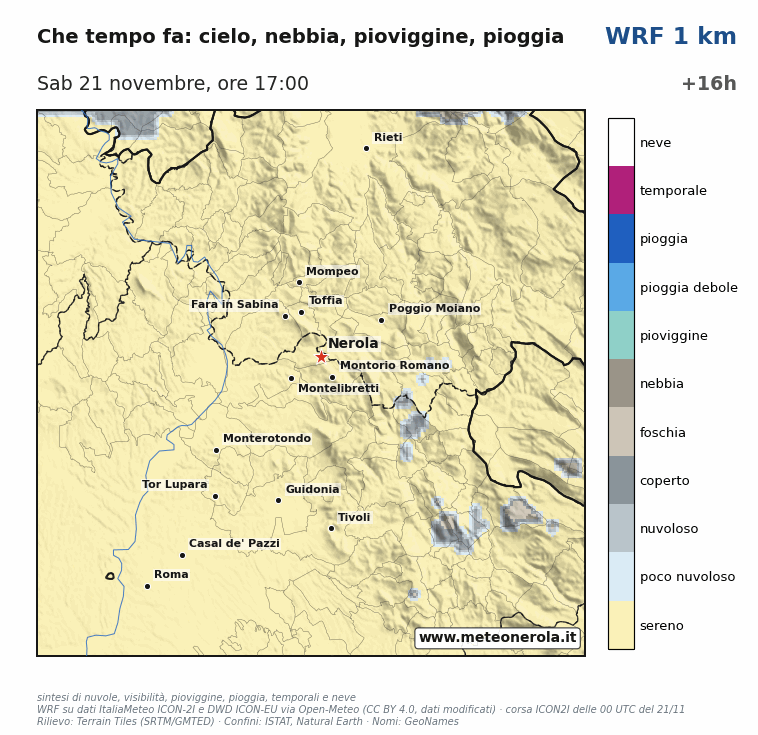 Che tempo fa: cielo, nebbia, pioviggine, pioggia
WRF 1 km
Sab 21 novembre, ore 17:00
+16h
Rieti
Mompeo
Toffia
Fara in Sabina
Poggio Moiano
Nerola
Montorio Romano
Montelibretti
Monterotondo
Tor Lupara
Guidonia
Tivoli
Casal de' Pazzi
Roma
www.meteonerola.it
neve
temporale
pioggia
pioggia debole
pioviggine
nebbia
foschia
coperto
nuvoloso
poco nuvoloso
sereno
sintesi di nuvole, visibilità, pioviggine, pioggia, temporali e neve
WRF su dati ItaliaMeteo ICON-2I e DWD ICON-EU via Open-Meteo (CC BY 4.0, dati modificati) · corsa ICON2I delle 00 UTC del 21/11
Rilievo: Terrain Tiles (SRTM/GMTED) · Confini: ISTAT, Natural Earth · Nomi: GeoNames